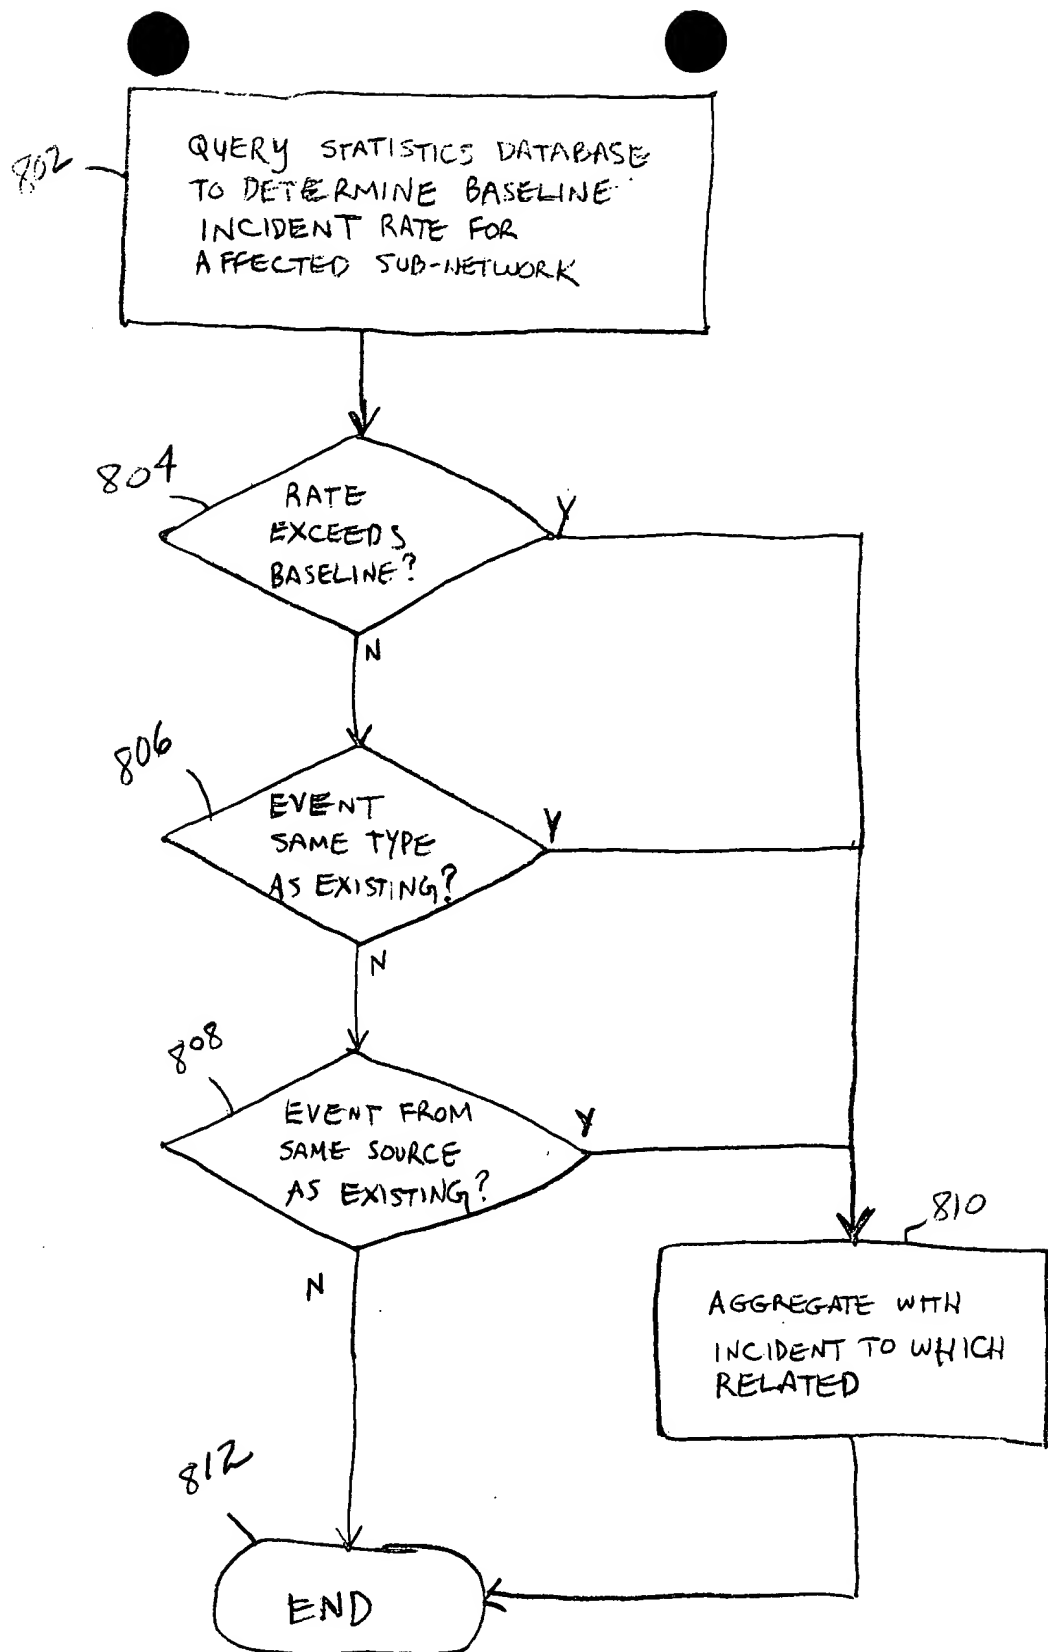 802
QUERY STATISTICS DATABASE
TO DETERMINE BASELINE
INCIDENT RATE FOR
AFFECTED SUB-NETWORK
804
RATE
EXCEEDS
BASELINE?
Y
N
806
EVENT
SAME TYPE
AS EXISTING?
Y
N
808
EVENT FROM
SAME SOURCE
AS EXISTING?
Y
N
810
AGGREGATE WITH
INCIDENT TO WHICH
RELATED
812
END